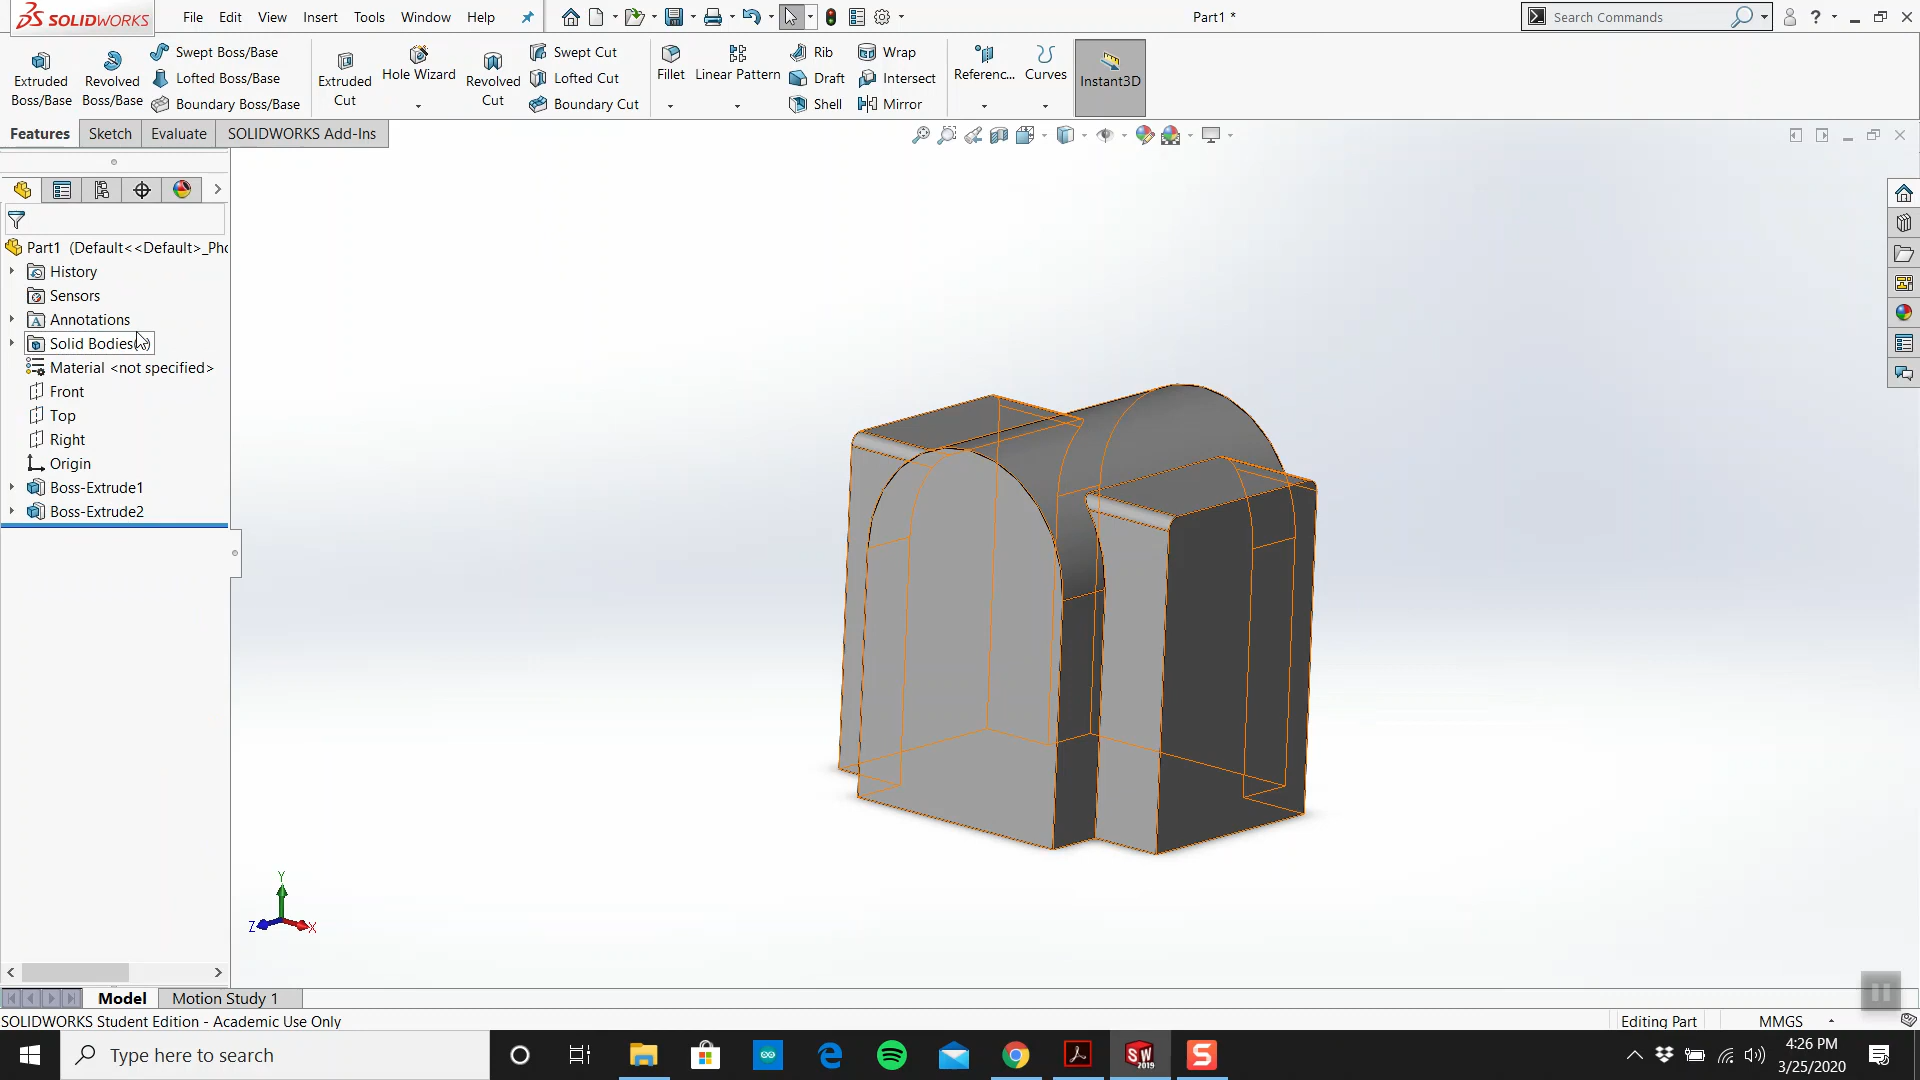 SOLIDWORKS File Edit View Insert Tools Window Help Part1 * Search Commands ?
Extruded Boss/Base
Revolved Boss/Base
Swept Boss/Base
Lofted Boss/Base
Boundary Boss/Base
Extruded Cut
Hole Wizard
Revolved Cut
Swept Cut
Lofted Cut
Boundary Cut
Fillet
Linear Pattern
Rib
Draft
Shell
Wrap
Intersect
Mirror
Referenc...
Curves
Instant3D
Features Sketch Evaluate SOLIDWORKS Add-Ins
Part1 (Default<<Default>_Pho
History
Sensors
Annotations
Solid Bodies
Material <not specified>
Front
Top
Right
Origin
Boss-Extrude1
Boss-Extrude2
Y
Z X
Model Motion Study 1
SOLIDWORKS Student Edition - Academic Use Only Editing Part MMGS
Type here to search
SW
2019
S
4:26 PM
3/25/2020